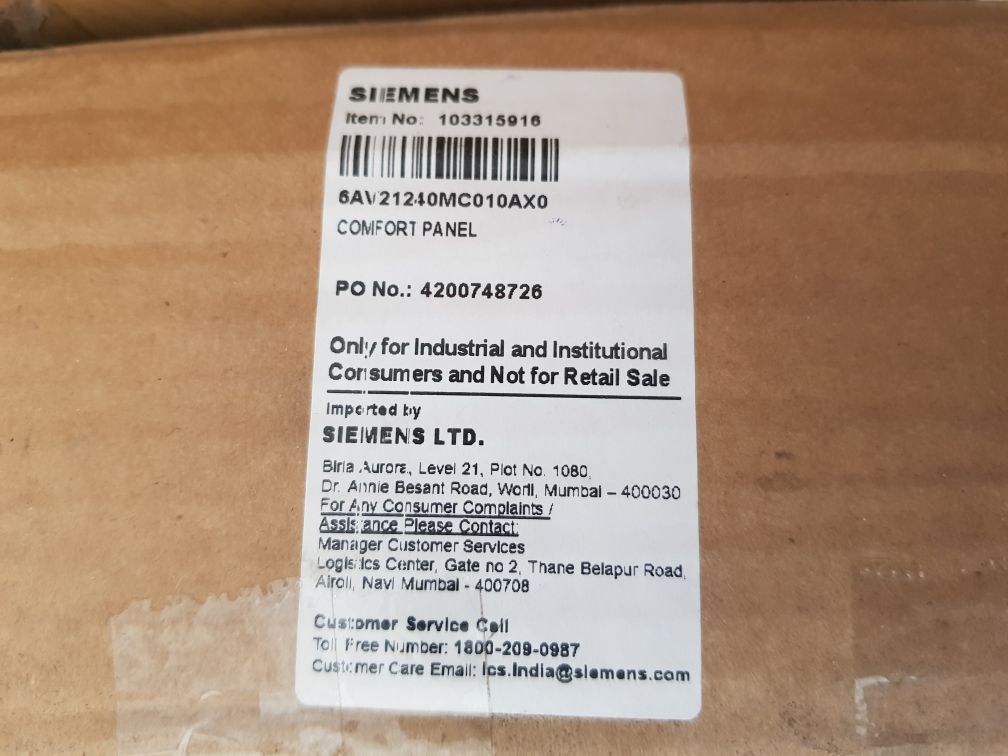 SIEMENS
Item No: 103315916
6AV21240MC010AX0
COMFORT PANEL
PO No.: 4200748726
Only for Industrial and Institutional
Consumers and Not for Retail Sale
Imported by
SIEMENS LTD.
Birla Aurora, Level 21, Plot No. 1080,
Dr. Annie Besant Road, Worli, Mumbai – 400030
For Any Consumer Complaints /
Assistance Please Contact:
Manager Customer Services
Logistics Center, Gate no 2, Thane Belapur Road,
Airoli, Navi Mumbai - 400708
Customer Service Cell
Toll Free Number: 1800-209-0987
Customer Care Email: ics.india@siemens.com